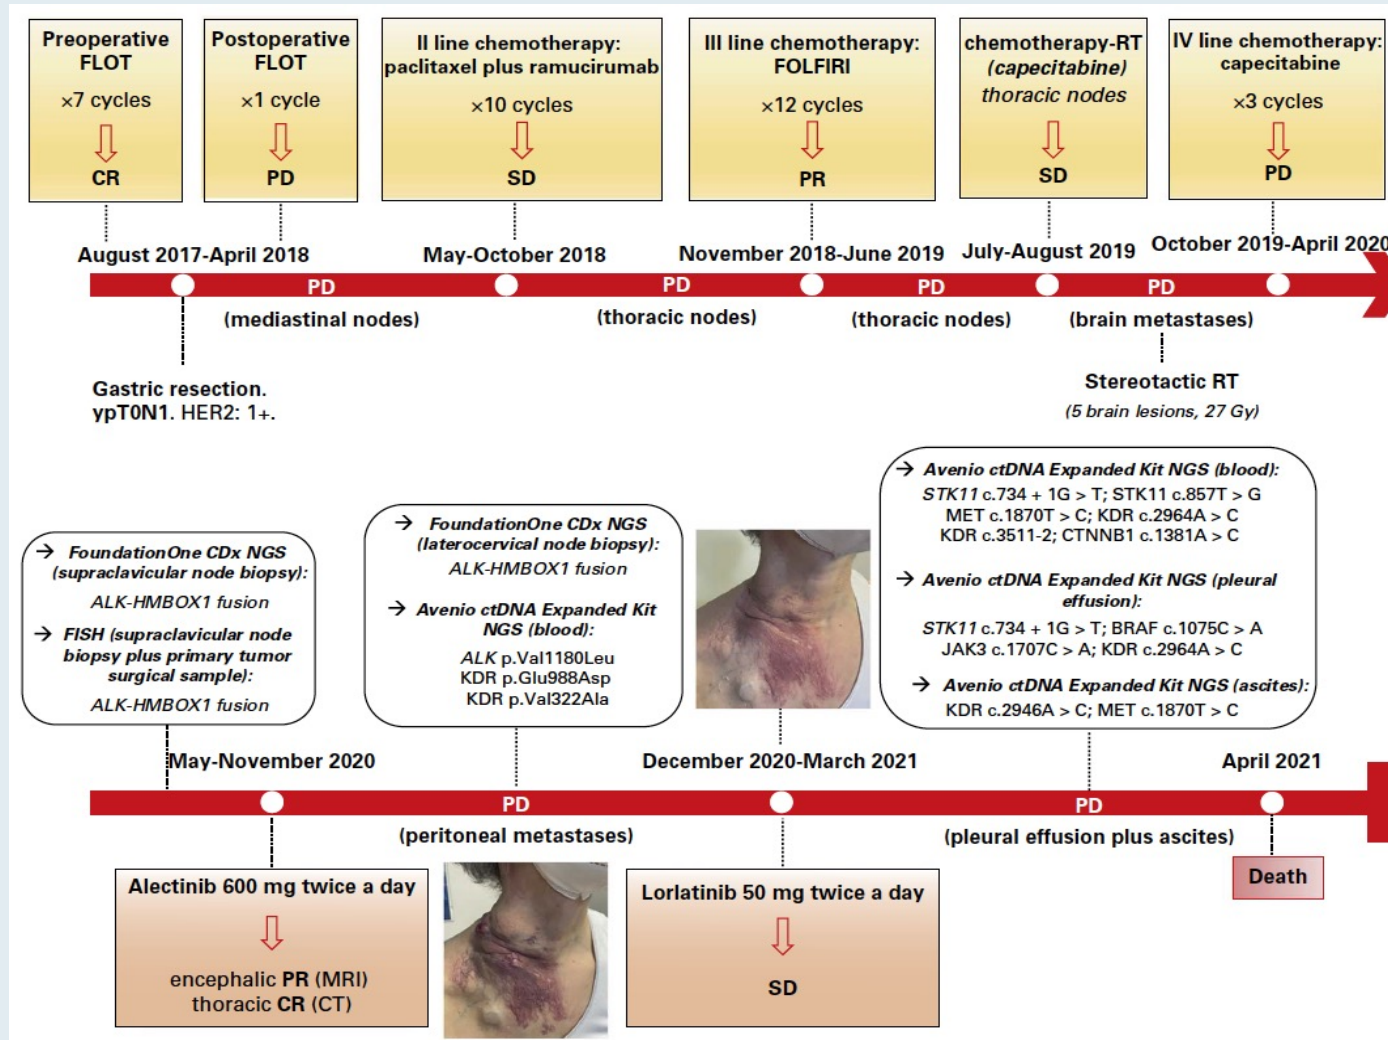 Preoperative
FLOT
×7 cycles
CR
Postoperative
FLOT
×1 cycle
PD
II line chemotherapy:
paclitaxel plus ramucirumab
×10 cycles
SD
III line chemotherapy:
FOLFIRI
×12 cycles
PR
chemotherapy-RT
(capecitabine)
thoracic nodes
SD
IV line chemotherapy:
capecitabine
×3 cycles
PD
August 2017-April 2018
May-October 2018
November 2018-June 2019
July-August 2019
October 2019-April 2020
PD
PD
PD
PD
(mediastinal nodes)
(thoracic nodes)
(thoracic nodes)
(brain metastases)
Gastric resection.
ypT0N1. HER2: 1+.
Stereotactic RT
(5 brain lesions, 27 Gy)
→ FoundationOne CDx NGS
(supraclavicular node biopsy):
ALK-HMBOX1 fusion
→ FISH (supraclavicular node
biopsy plus primary tumor
surgical sample):
ALK-HMBOX1 fusion
→ FoundationOne CDx NGS
(laterocervical node biopsy):
ALK-HMBOX1 fusion
→ Avenio ctDNA Expanded Kit
NGS (blood):
ALK p.Val1180Leu
KDR p.Glu988Asp
KDR p.Val322Ala
→ Avenio ctDNA Expanded Kit NGS (blood):
STK11 c.734 + 1G > T; STK11 c.857T > G
MET c.1870T > C; KDR c.2964A > C
KDR c.3511-2; CTNNB1 c.1381A > C
→ Avenio ctDNA Expanded Kit NGS (pleural
effusion):
STK11 c.734 + 1G > T; BRAF c.1075C > A
JAK3 c.1707C > A; KDR c.2964A > C
→ Avenio ctDNA Expanded Kit NGS (ascites):
KDR c.2946A > C; MET c.1870T > C
May-November 2020
December 2020-March 2021
April 2021
PD
PD
(peritoneal metastases)
(pleural effusion plus ascites)
Alectinib 600 mg twice a day
encephalic PR (MRI)
thoracic CR (CT)
Lorlatinib 50 mg twice a day
SD
Death